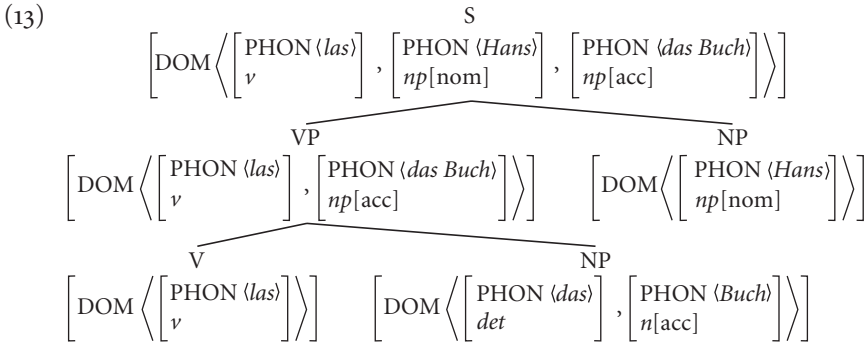 (13) S
[DOM ⟨[PHON ⟨las⟩ v], [PHON ⟨Hans⟩ np[nom]], [PHON ⟨das Buch⟩ np[acc]]⟩]
VP NP
[DOM ⟨[PHON ⟨las⟩ v], [PHON ⟨das Buch⟩ np[acc]]⟩] [DOM ⟨[PHON ⟨Hans⟩ np[nom]]⟩]
V NP
[DOM ⟨[PHON ⟨las⟩ v]⟩] [DOM ⟨[PHON ⟨das⟩ det], [PHON ⟨Buch⟩ n[acc]]⟩]